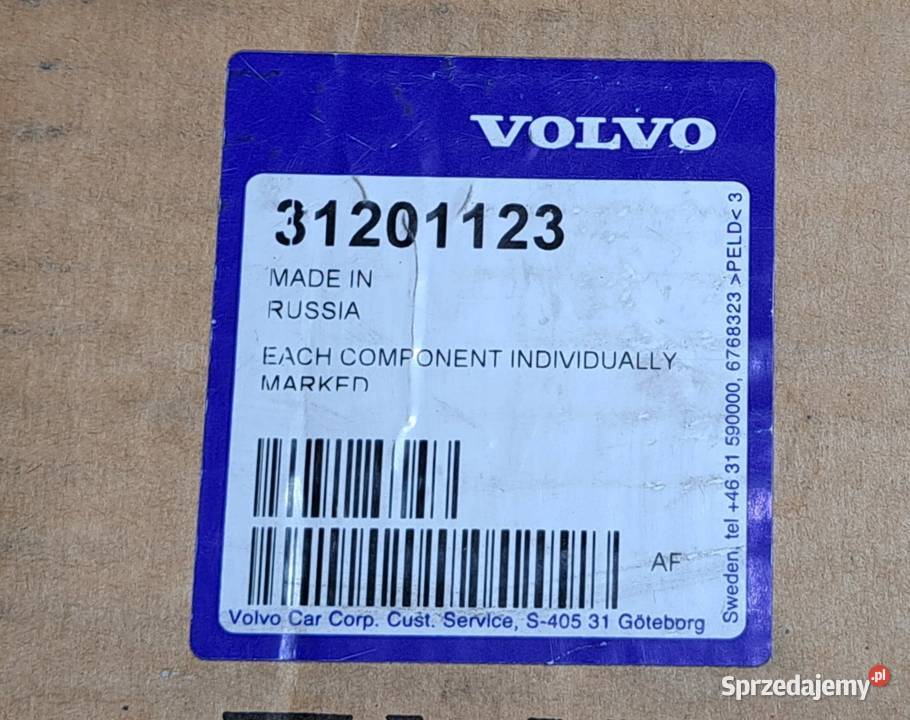 VOLVO
31201123
MADE IN
RUSSIA
EACH COMPONENT INDIVIDUALLY
MARKED
AF
Volvo Car Corp. Cust. Service, S-405 31 Göteborg
Sweden, tel +46 31 590000, 6768323 >PELD< 3
Sprzedajemy.pl